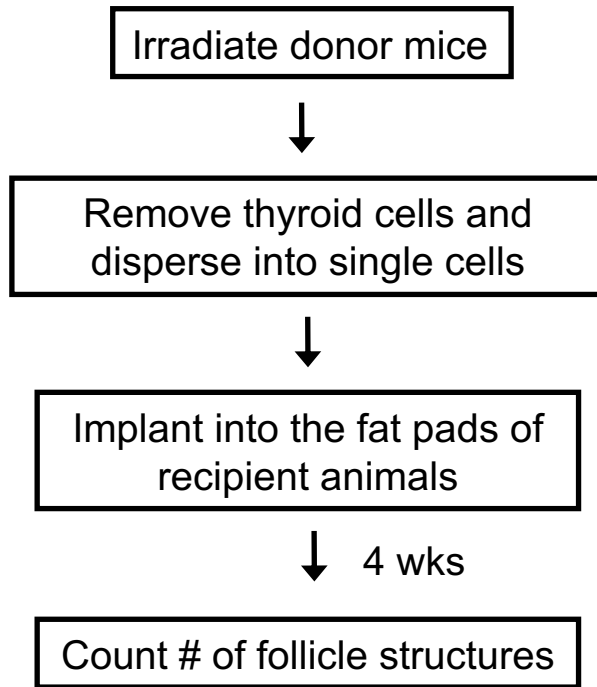 Irradiate donor mice
Remove thyroid cells and
disperse into single cells
Implant into the fat pads of
recipient animals
4 wks
Count # of follicle structures